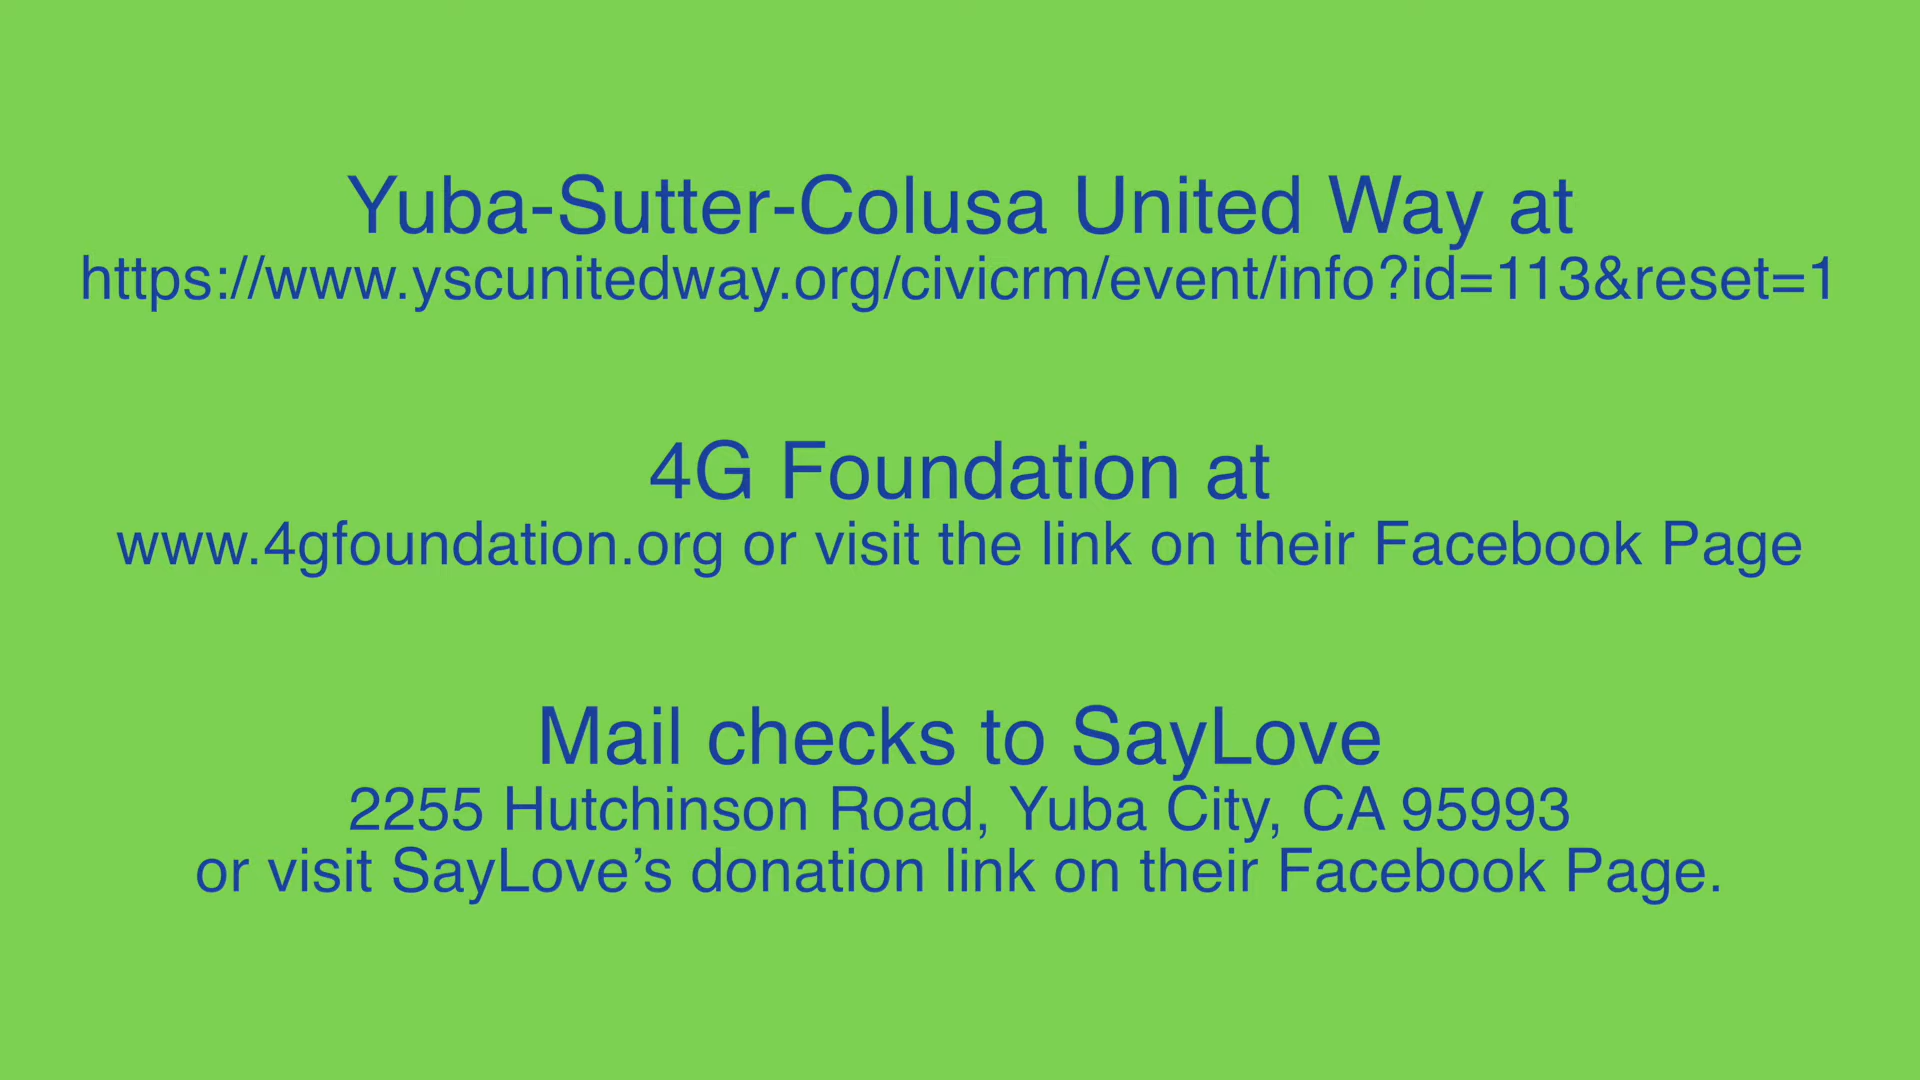 Yuba-Sutter-Colusa United Way at
https://www.yscunitedway.org/civicrm/event/info?id=113&reset=1
4G Foundation at
www.4gfoundation.org or visit the link on their Facebook Page
Mail checks to SayLove
2255 Hutchinson Road, Yuba City, CA 95993
or visit SayLove’s donation link on their Facebook Page.